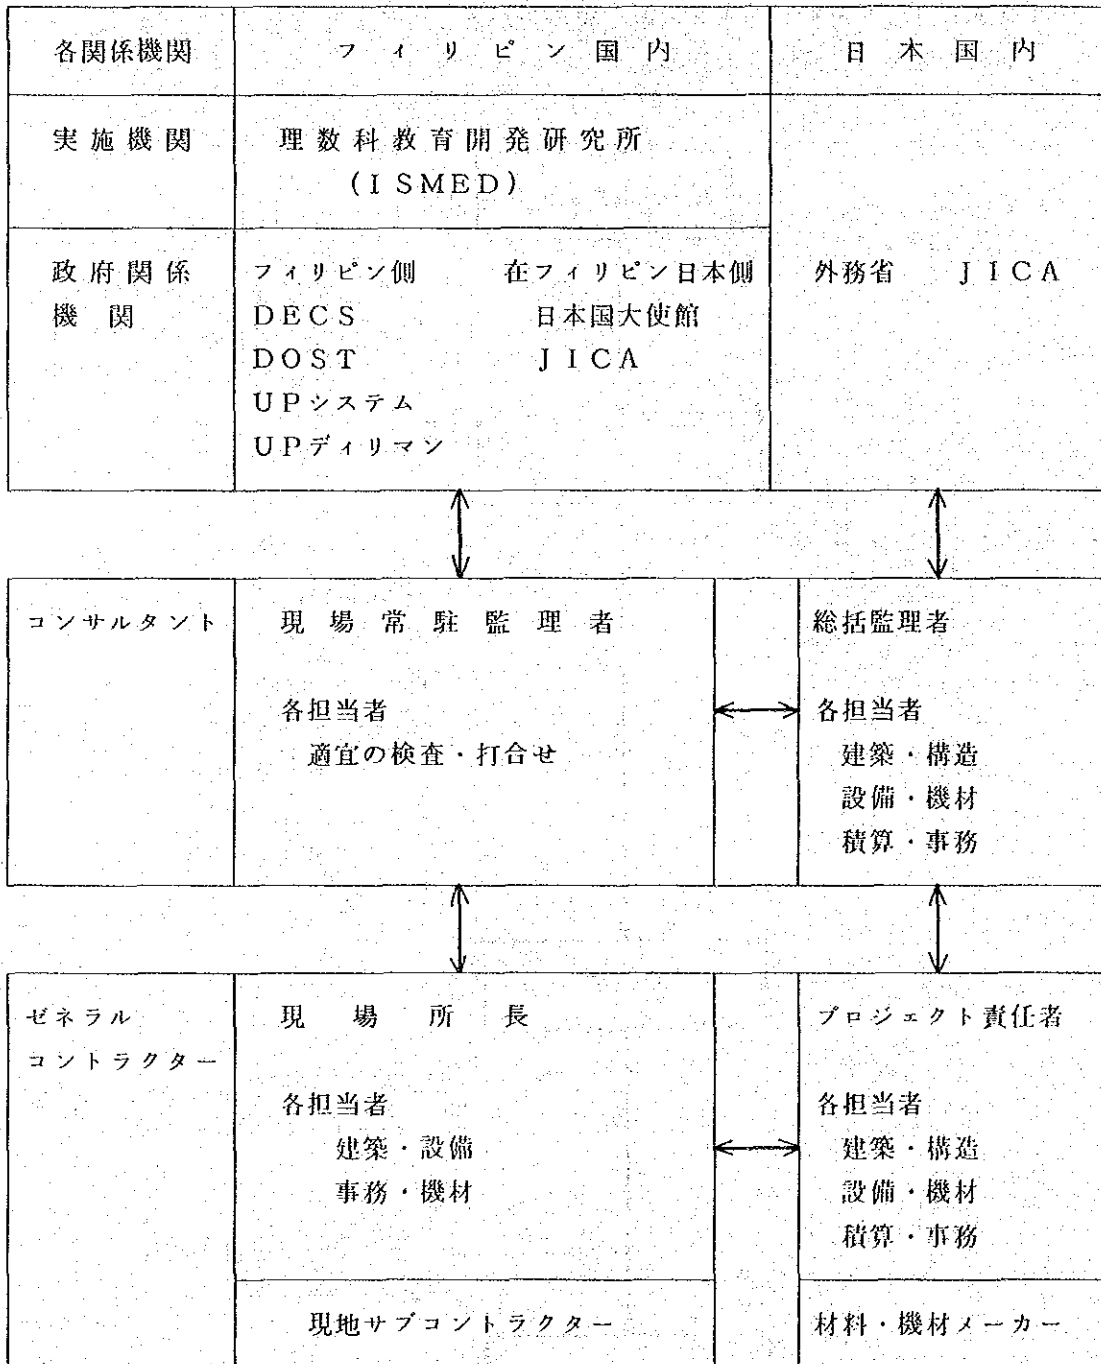 各関係機関 フィリピン国内 日本国内
実施機関 理数科教育開発研究所
(ISMED)
政府関係 フィリピン側 在フィリピン日本側 外務省 JICA
機関 DECS 日本国大使館
DOST JICA
UPシステム
UPディリマン
コンサルタント 現場常駐監理者 総括監理者
各担当者 各担当者
適宜の検査・打合せ 建築・構造
設備・機材
積算・事務
ゼネラル 現場所長 プロジェクト責任者
コントラクター
各担当者 各担当者
建築・設備 建築・構造
事務・機材 設備・機材
積算・事務
現地サブコントラクター 材料・機材メーカー